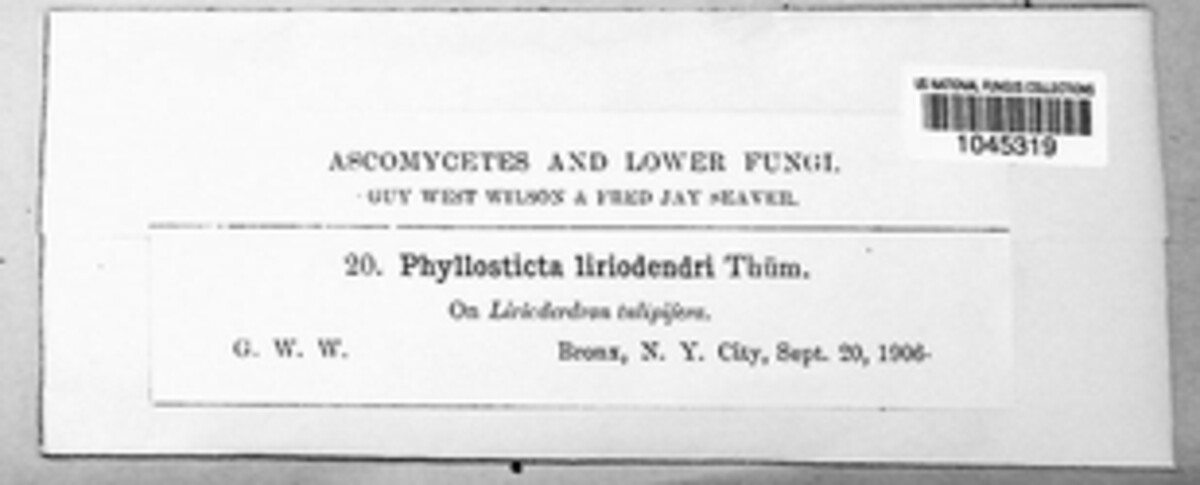 US NATIONAL FUNGUS COLLECTIONS
1045319
ASCOMYCETES AND LOWER FUNGI.
GUY WEST WILSON & FRED JAY SEAVER.
20. Phyllosticta liriodendri Thüm.
On Liriodendron tulipifera.
G. W. W. Bronx, N. Y. City, Sept. 20, 1906.